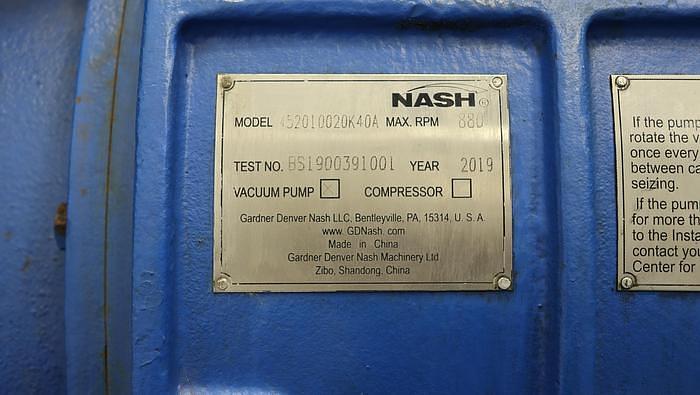 NASH ®
MODEL 452010020K40A MAX. RPM 880
TEST NO. BS1900391001 YEAR 2019
VACUUM PUMP ☒ COMPRESSOR ☐
Gardner Denver Nash LLC, Bentleyville, PA, 15314, U. S. A.
www. GDNash. com
Made in China
Gardner Denver Nash Machinery Ltd
Zibo, Shandong, China
If the pump
rotate the v
once every
between ca
seizing.
If the pum
for more th
to the Insta
contact you
Center for